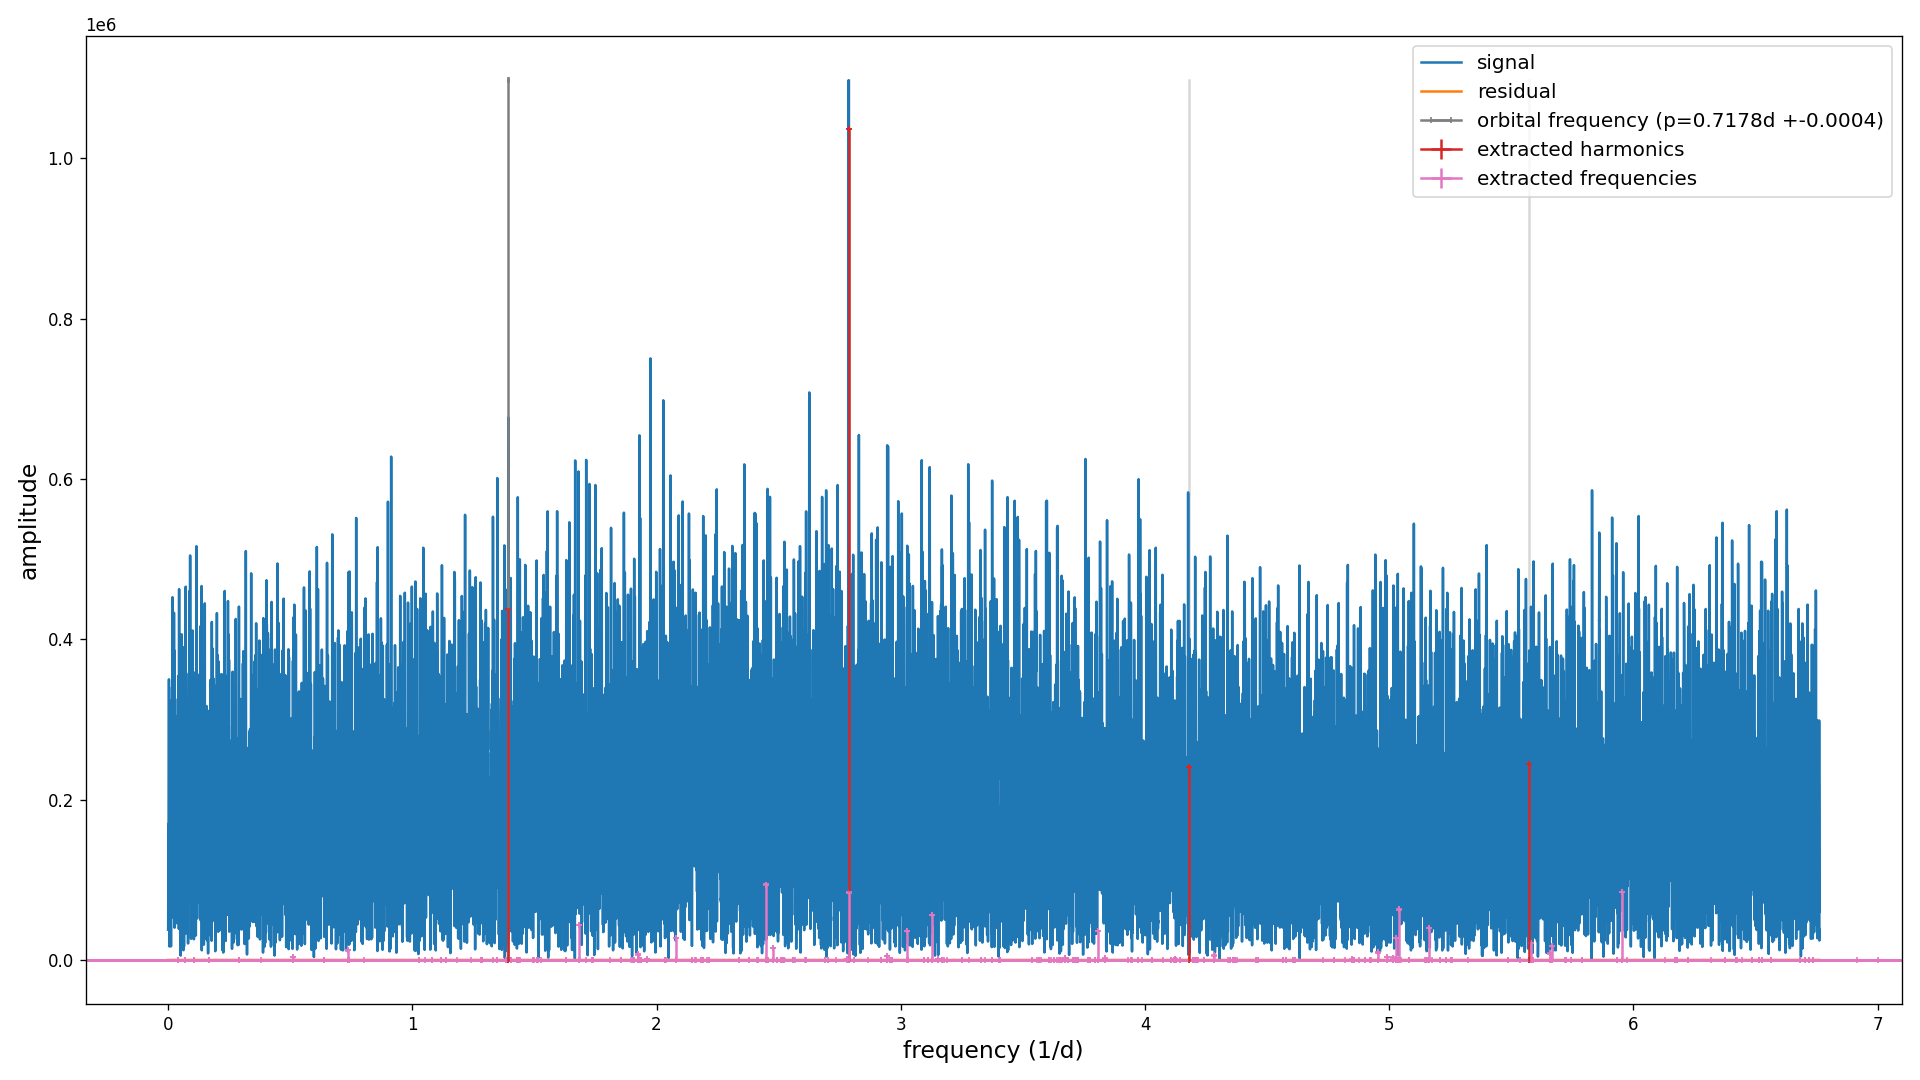 1e6
signal
residual
orbital frequency (p=0.7178d +-0.0004)
extracted harmonics
extracted frequencies
1.0
0.8
0.6
0.4
0.2
0.0
amplitude
0 1 2 3 4 5 6 7
frequency (1/d)